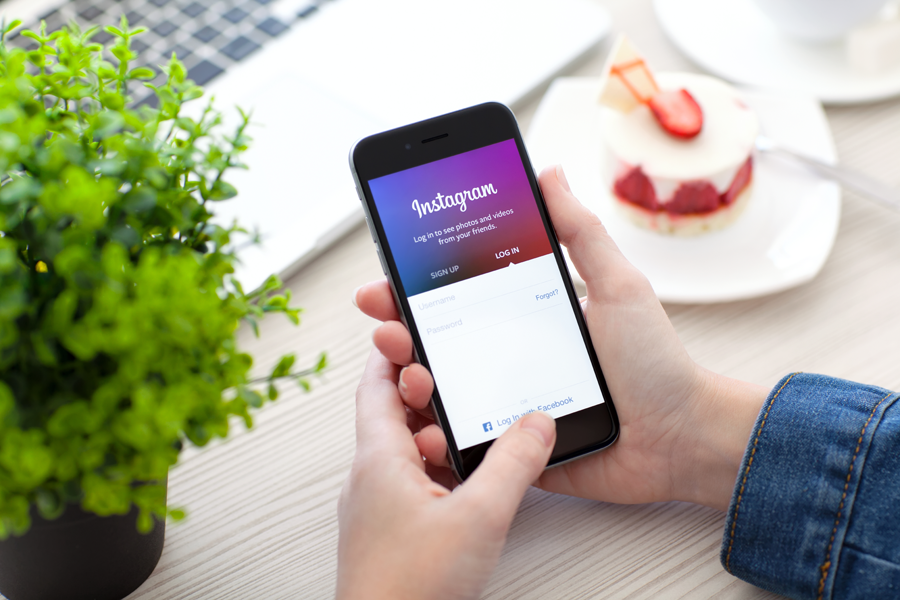 Instagram
Log in to see photos and videos
from your friends.
SIGN UP
LOG IN
Username
Forgot?
Password
OR
Log In with Facebook